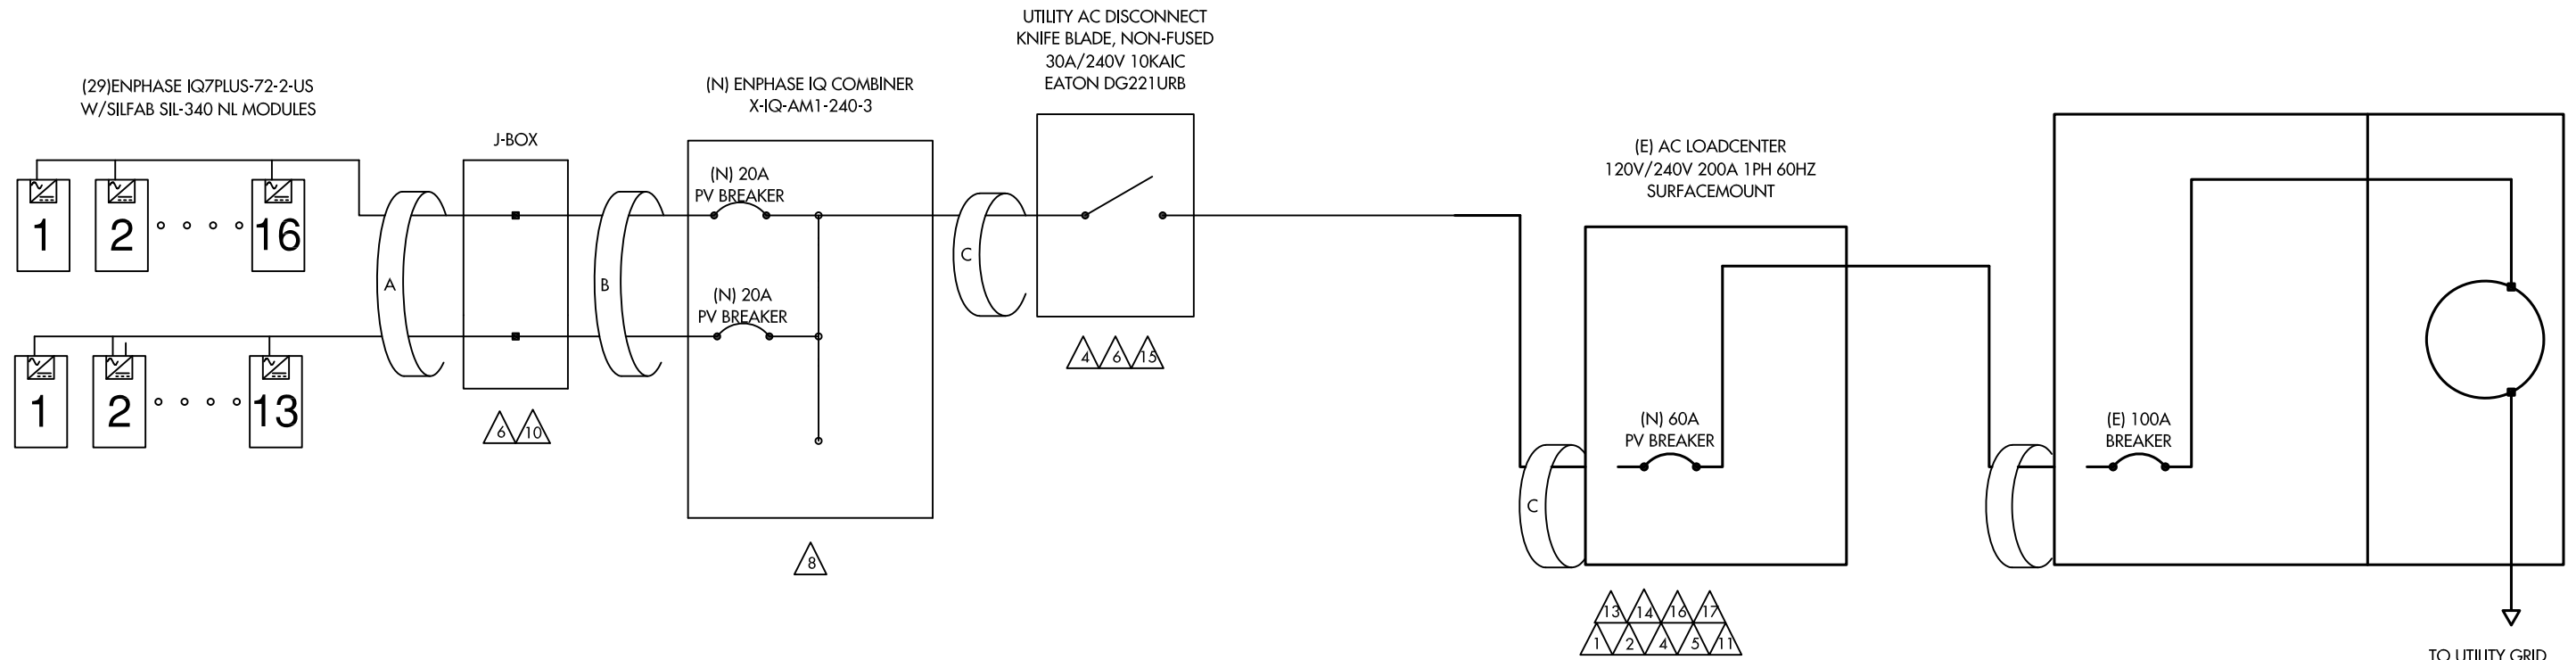 UTILITY AC DISCONNECT
KNIFE BLADE, NON-FUSED
30A/240V 10KAIC
EATON DG221URB
(29)ENPHASE IQ7PLUS-72-2-US
W/SILFAB SIL-340 NL MODULES
(N) ENPHASE IQ COMBINER
X-IQ-AM1-240-3
J-BOX
(E) AC LOADCENTER
120V/240V 200A 1PH 60HZ
SURFACEMOUNT
(N) 20A
PV BREAKER
1
2
16
A
B
C
(N) 20A
PV BREAKER
4
6
15
1
2
13
6
10
8
(N) 60A
PV BREAKER
C
(E) 100A
BREAKER
13
14
16
17
1
2
4
5
11
TO UTILITY GRID